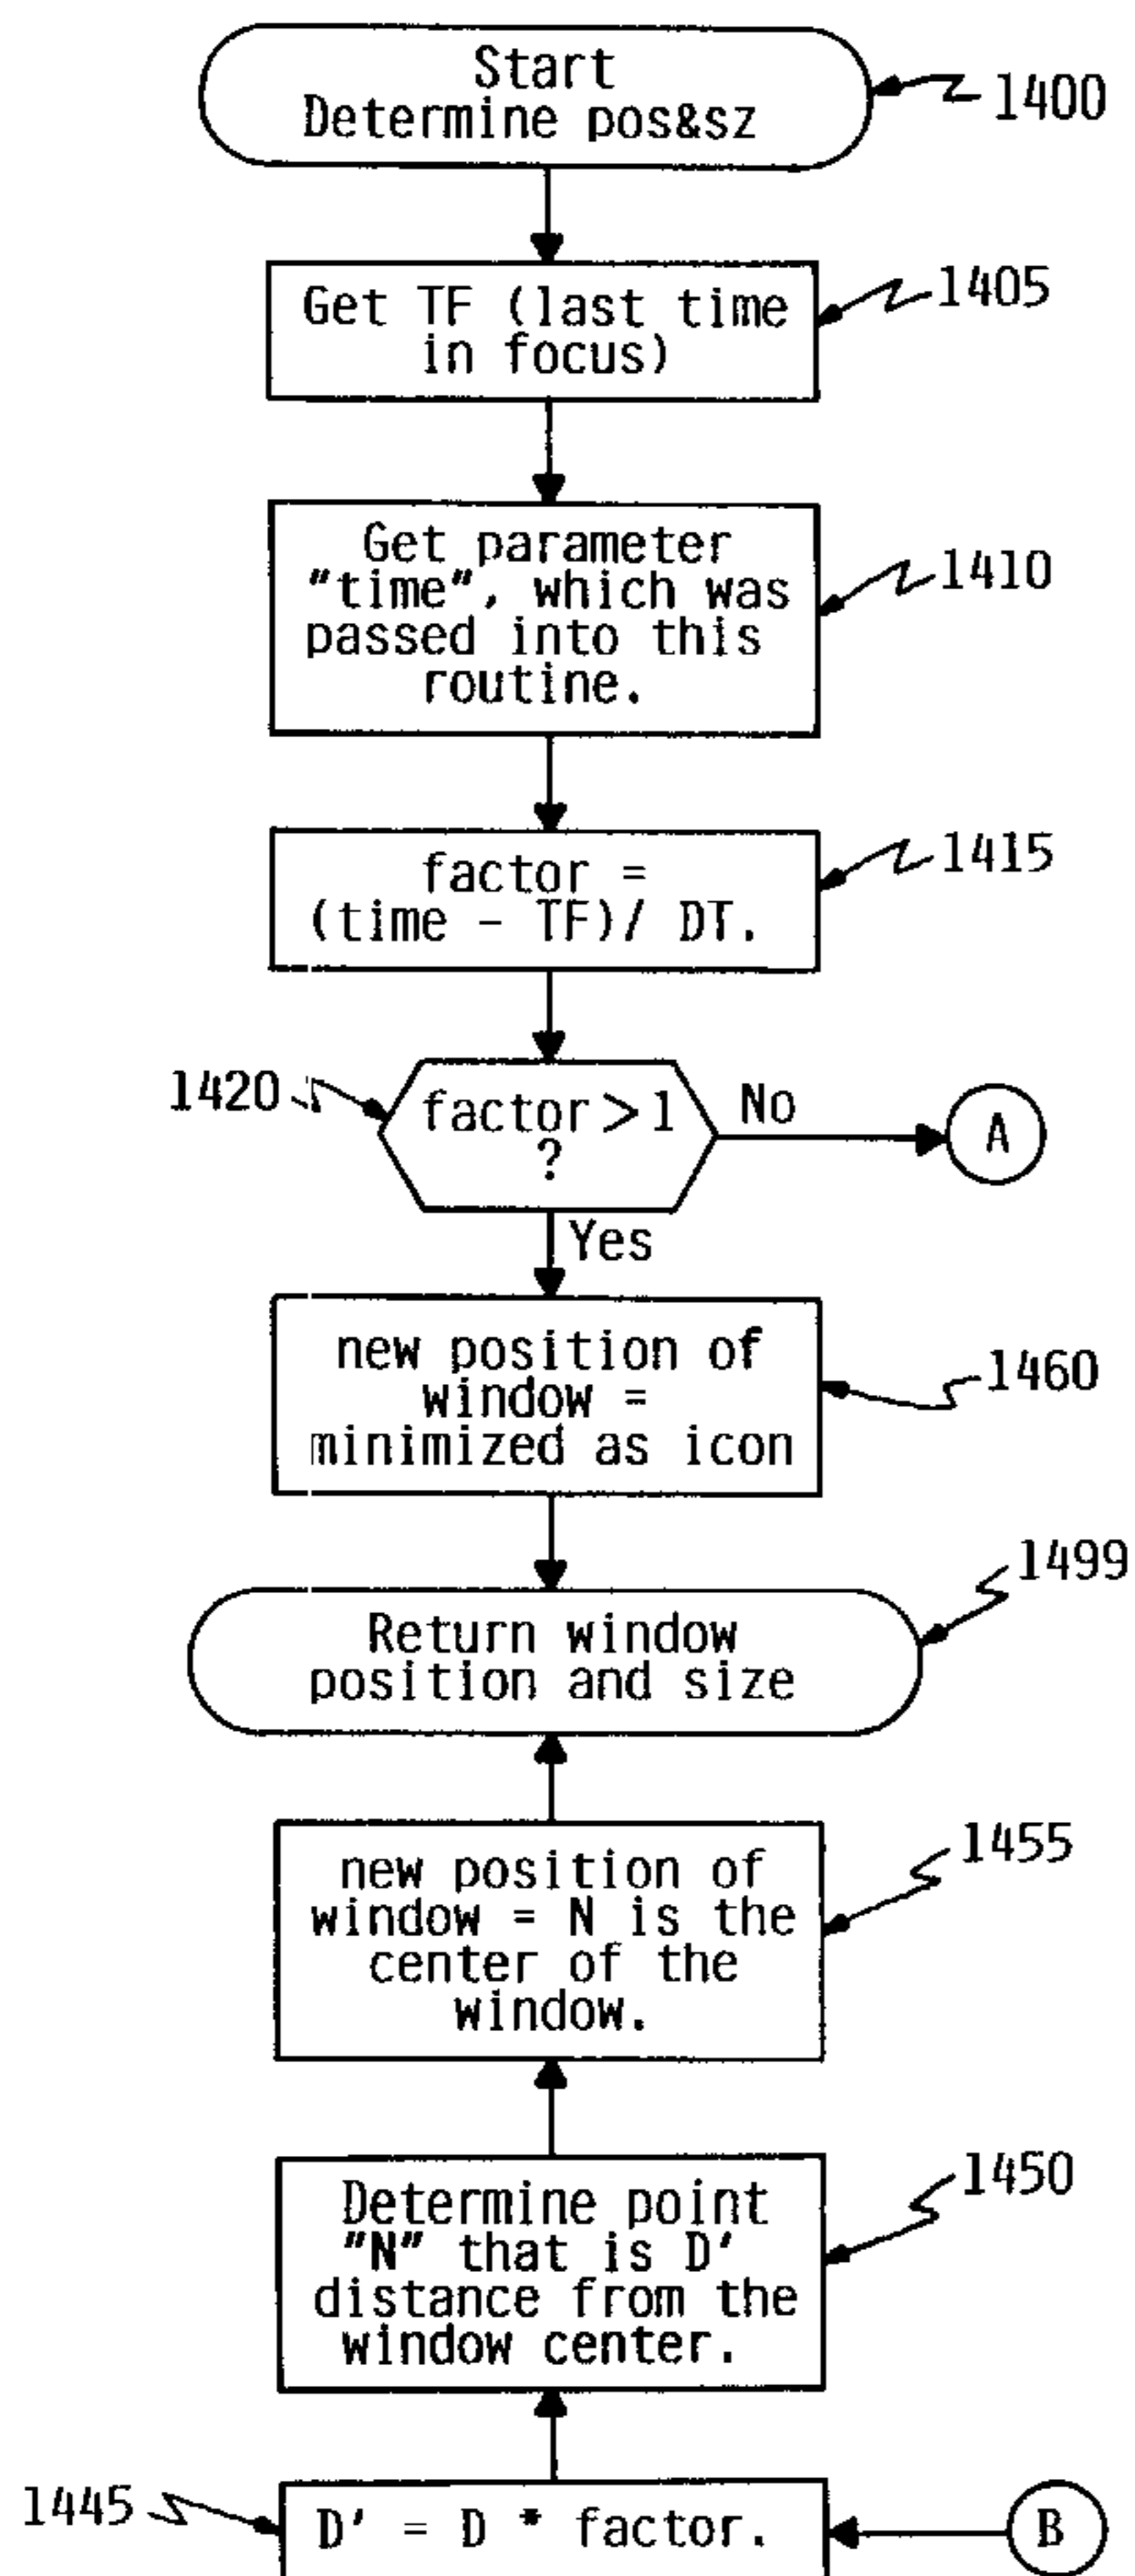 Start
Determine pos&sz
1400
Get TF (last time
in focus)
1405
Get parameter
"time", which was
passed into this
routine.
1410
factor =
(time - TF)/ DT.
1415
1420
factor > 1
?
No
A
Yes
new position of
window =
minimized as icon
1460
Return window
position and size
1499
new position of
window = N is the
center of the
window.
1455
Determine point
"N" that is D'
distance from the
window center.
1450
1445
D' = D * factor.
B